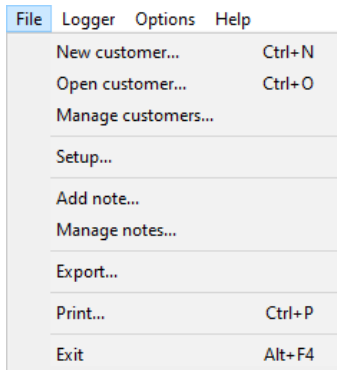 File Logger Options Help
New customer... Ctrl+N
Open customer... Ctrl+O
Manage customers...
Setup...
Add note...
Manage notes...
Export...
Print... Ctrl+P
Exit Alt+F4